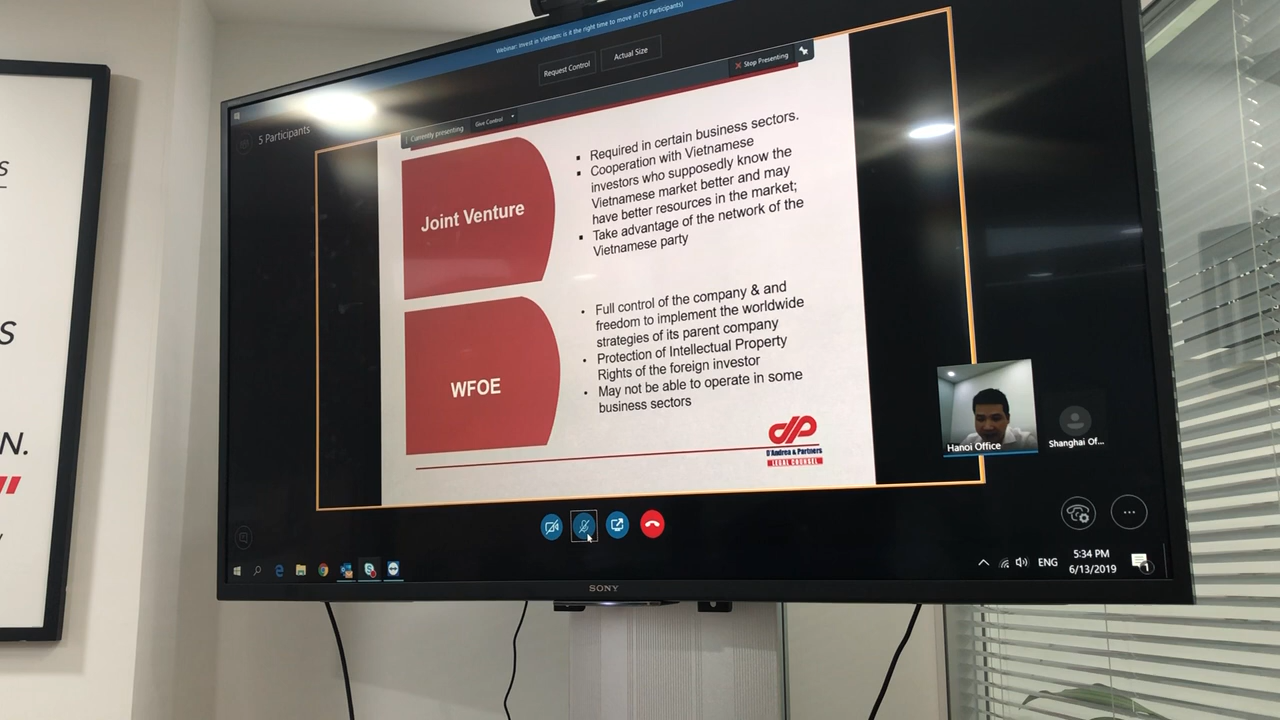 Webinar: Invest in Vietnam: is it the right time to move in? (5 Participants)
Request Control
Actual Size
Stop Presenting
Currently presenting
Give Control
5 Participants
Joint Venture
▪ Required in certain business sectors.
▪ Cooperation with Vietnamese
investors who supposedly know the
Vietnamese market better and may
have better resources in the market;
▪ Take advantage of the network of the
Vietnamese party
WFOE
• Full control of the company & and
freedom to implement the worldwide
strategies of its parent company
• Protection of Intellectual Property
Rights of the foreign investor
• May not be able to operate in some
business sectors
dp
D'Andrea & Partners
LEGAL COUNSEL
Hanoi Office
Shanghai Of...
ENG
5:34 PM
6/13/2019
1
SONY
S
S
N.